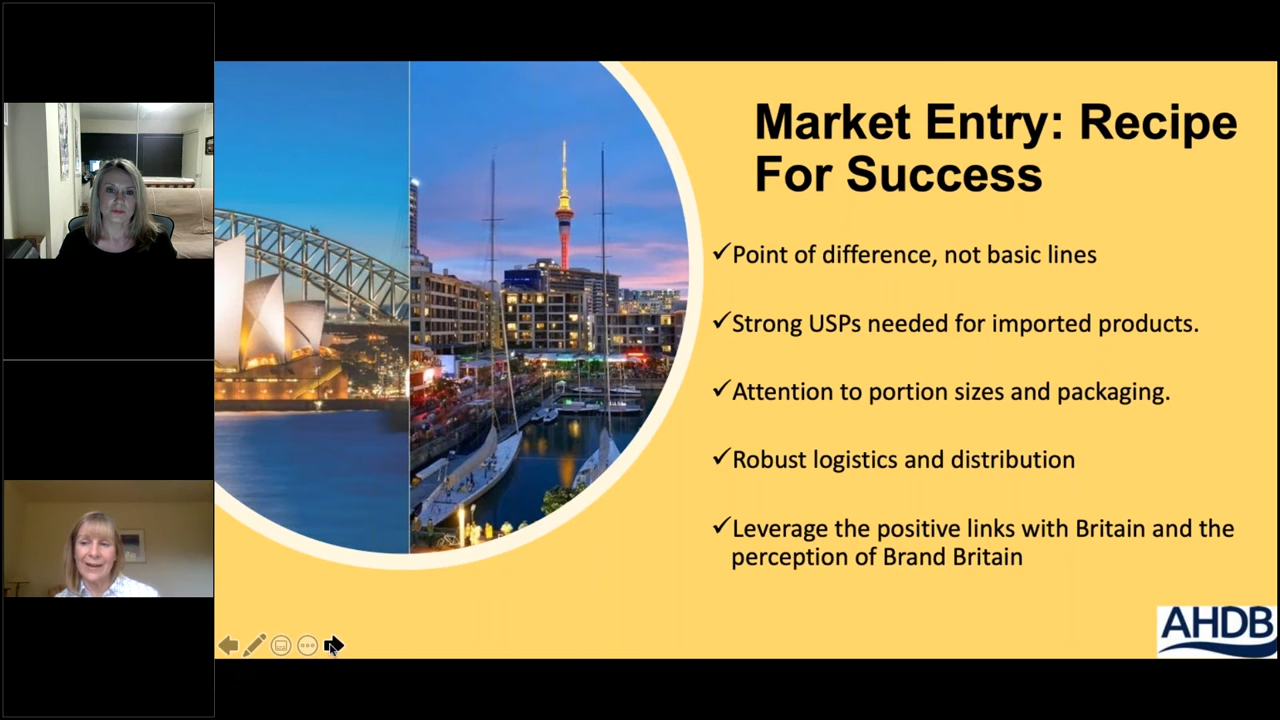 Market Entry: Recipe
For Success
✓Point of difference, not basic lines
✓Strong USPs needed for imported products.
✓Attention to portion sizes and packaging.
✓Robust logistics and distribution
✓Leverage the positive links with Britain and the
perception of Brand Britain
AHDB